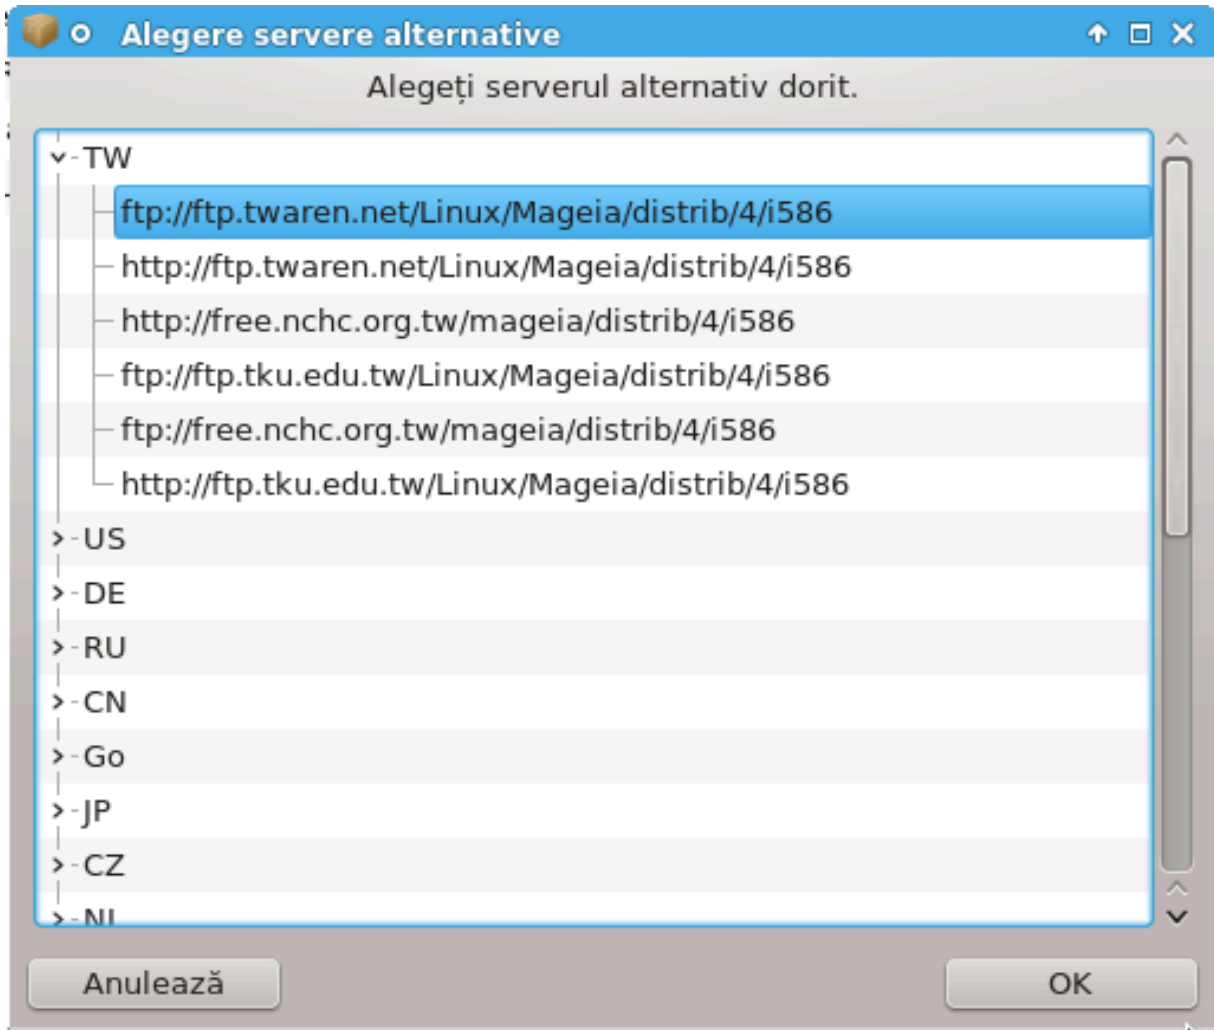 Alegere servere alternative
Alegeți serverul alternativ dorit.
TW
ftp://ftp.twaren.net/Linux/Mageia/distrib/4/i586
http://ftp.twaren.net/Linux/Mageia/distrib/4/i586
http://free.nchc.org.tw/mageia/distrib/4/i586
ftp://ftp.tku.edu.tw/Linux/Mageia/distrib/4/i586
ftp://free.nchc.org.tw/mageia/distrib/4/i586
http://ftp.tku.edu.tw/Linux/Mageia/distrib/4/i586
US
DE
RU
CN
Go
JP
CZ
NL
Anulează
OK